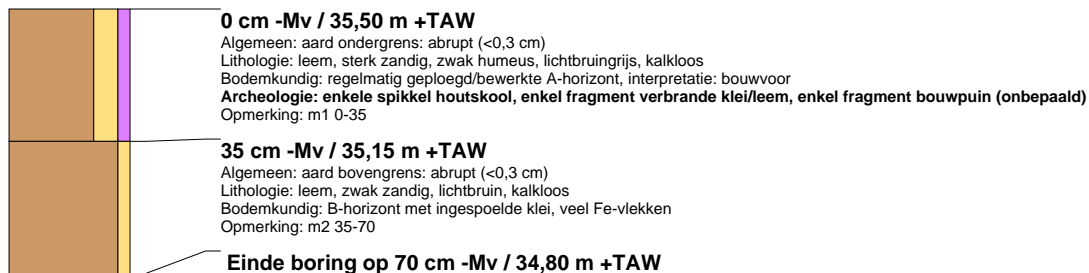 0 cm -Mv / 35,50 m +TAW
Algemeen: aard ondergrens: abrupt (<0,3 cm)
Lithologie: leem, sterk zandig, zwak humeus, lichtbruingrijs, kalkloos
Bodemkundig: regelmatig geploegd/bewerkte A-horizont, interpretatie: bouwvoor
Archeologie: enkele spikkel houtskool, enkel fragment verbrande klei/leem, enkel fragment bouwpuin (onbepaald)
Opmerking: m1 0-35
35 cm -Mv / 35,15 m +TAW
Algemeen: aard bovengrens: abrupt (<0,3 cm)
Lithologie: leem, zwak zandig, lichtbruin, kalkloos
Bodemkundig: B-horizont met ingespoelde klei, veel Fe-vlekken
Opmerking: m2 35-70
Einde boring op 70 cm -Mv / 34,80 m +TAW